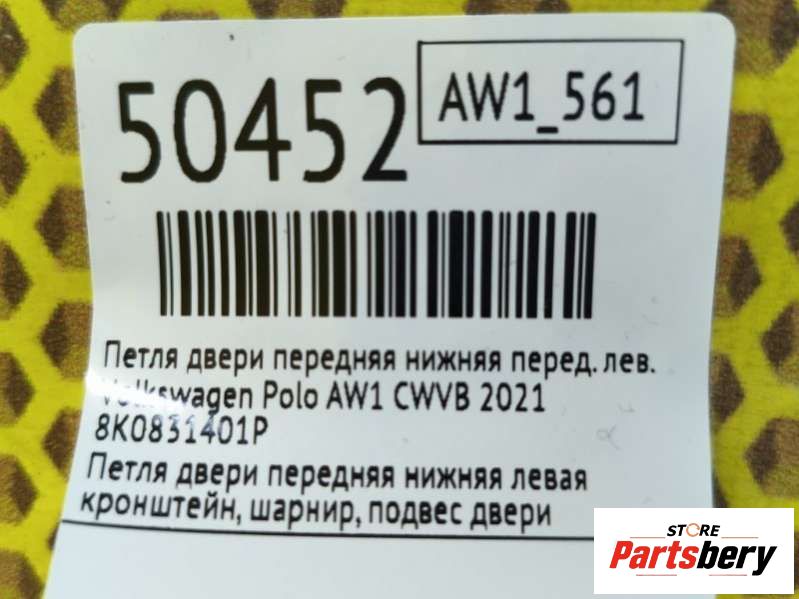 50452
AW1_561
Петля двери передняя нижняя перед. лев.
Volkswagen Polo AW1 CWVB 2021
8K0831401P
Петля двери передняя нижняя левая
кронштейн, шарнир, подвес двери
STORE
Partsbery